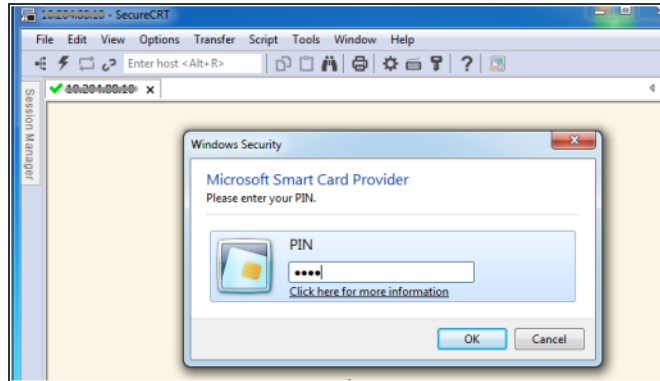 - SecureCRT
File Edit View Options Transfer Script Tools Window Help
Enter host <Alt+R>
Session Manager
Windows Security
Microsoft Smart Card Provider
Please enter your PIN.
PIN
••••
Click here for more information
OK Cancel